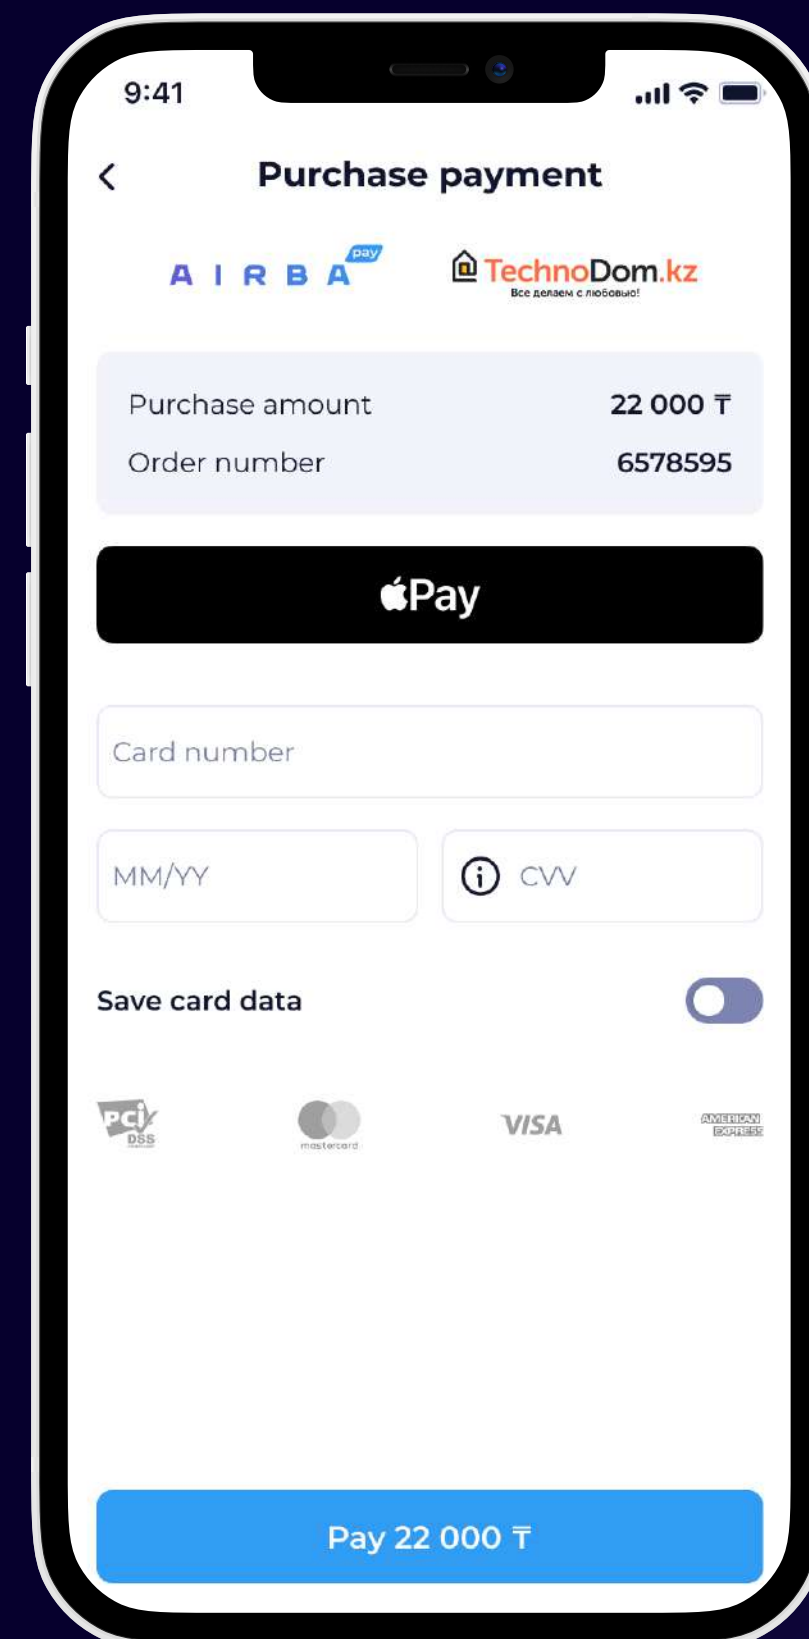 9:41
Purchase payment
AIRBA pay
TechnoDom.kz
Все делаем с любовью!
Purchase amount 22 000 ₸
Order number 6578595
Pay
Card number
MM/YY
CVV
Save card data
PCI DSS
mastercard
VISA
AMERICAN EXPRESS
Pay 22 000 ₸